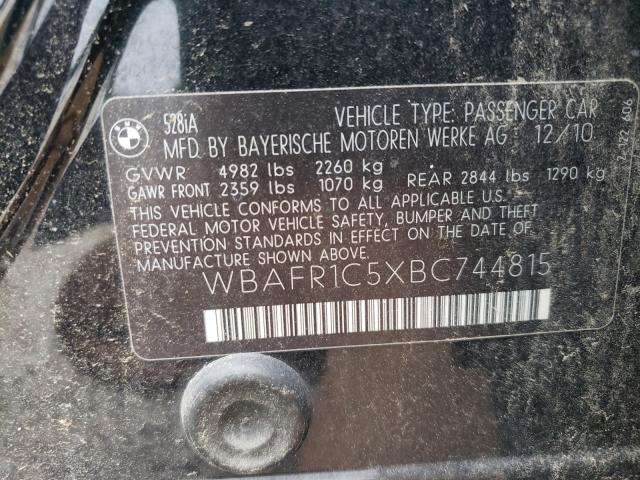 BMW
528iA
VEHICLE TYPE: PASSENGER CAR
MFD BY BAYERISCHE MOTOREN WERKE AG 12/10
GVWR 4982 lbs 2260 kg
GAWR FRONT 2359 lbs 1070 kg REAR 2844 lbs 1290 kg
THIS VEHICLE CONFORMS TO ALL APPLICABLE U.S.
FEDERAL MOTOR VEHICLE SAFETY, BUMPER AND THEFT
PREVENTION STANDARDS IN EFFECT ON THE DATE OF
MANUFACTURE SHOWN ABOVE.
WBAFR1C5XBC744815